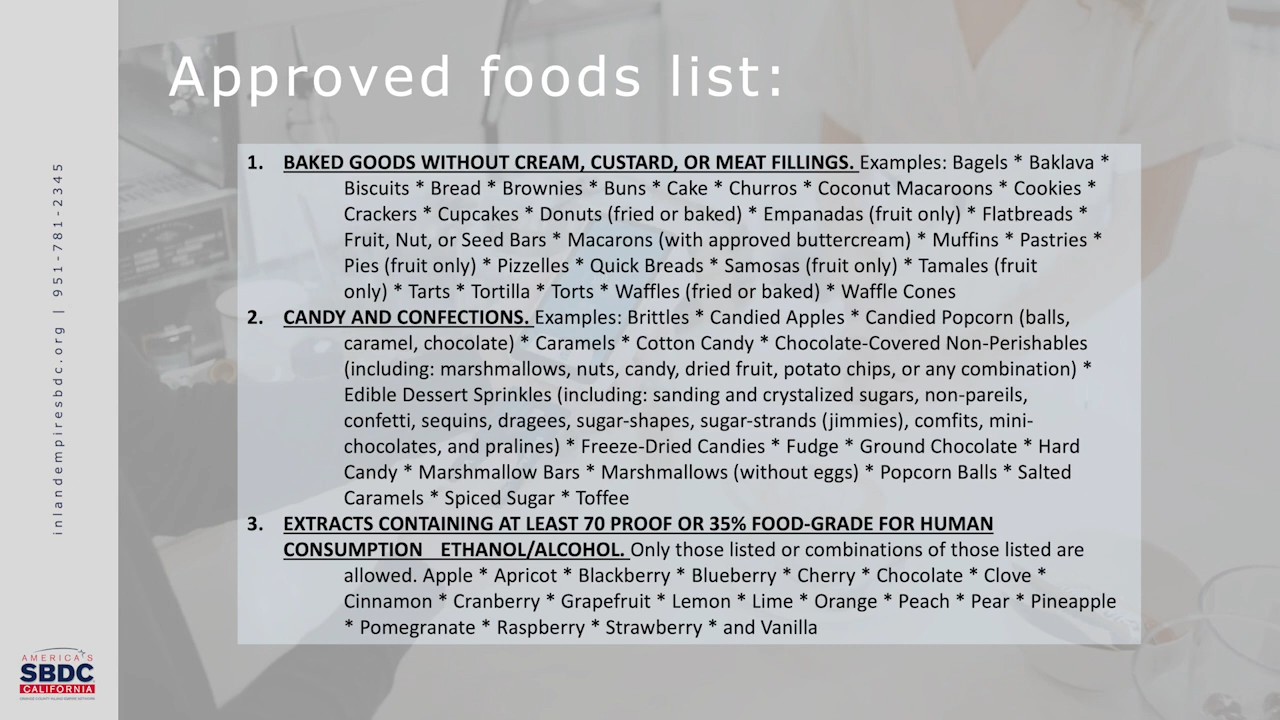 Approved foods list:
1. BAKED GOODS WITHOUT CREAM, CUSTARD, OR MEAT FILLINGS. Examples: Bagels * Baklava *
Biscuits * Bread * Brownies * Buns * Cake * Churros * Coconut Macaroons * Cookies *
Crackers * Cupcakes * Donuts (fried or baked) * Empanadas (fruit only) * Flatbreads *
Fruit, Nut, or Seed Bars * Macarons (with approved buttercream) * Muffins * Pastries *
Pies (fruit only) * Pizzelles * Quick Breads * Samosas (fruit only) * Tamales (fruit
only) * Tarts * Tortilla * Torts * Waffles (fried or baked) * Waffle Cones
2. CANDY AND CONFECTIONS. Examples: Brittles * Candied Apples * Candied Popcorn (balls,
caramel, chocolate) * Caramels * Cotton Candy * Chocolate-Covered Non-Perishables
(including: marshmallows, nuts, candy, dried fruit, potato chips, or any combination) *
Edible Dessert Sprinkles (including: sanding and crystalized sugars, non-pareils,
confetti, sequins, dragees, sugar-shapes, sugar-strands (jimmies), comfits, mini-
chocolates, and pralines) * Freeze-Dried Candies * Fudge * Ground Chocolate * Hard
Candy * Marshmallow Bars * Marshmallows (without eggs) * Popcorn Balls * Salted
Caramels * Spiced Sugar * Toffee
3. EXTRACTS CONTAINING AT LEAST 70 PROOF OR 35% FOOD-GRADE FOR HUMAN
CONSUMPTION ETHANOL/ALCOHOL. Only those listed or combinations of those listed are
allowed. Apple * Apricot * Blackberry * Blueberry * Cherry * Chocolate * Clove *
Cinnamon * Cranberry * Grapefruit * Lemon * Lime * Orange * Peach * Pear * Pineapple
* Pomegranate * Raspberry * Strawberry * and Vanilla
inlandempiresbdc.org | 951-781-2345
AMERICA'S
SBDC
CALIFORNIA